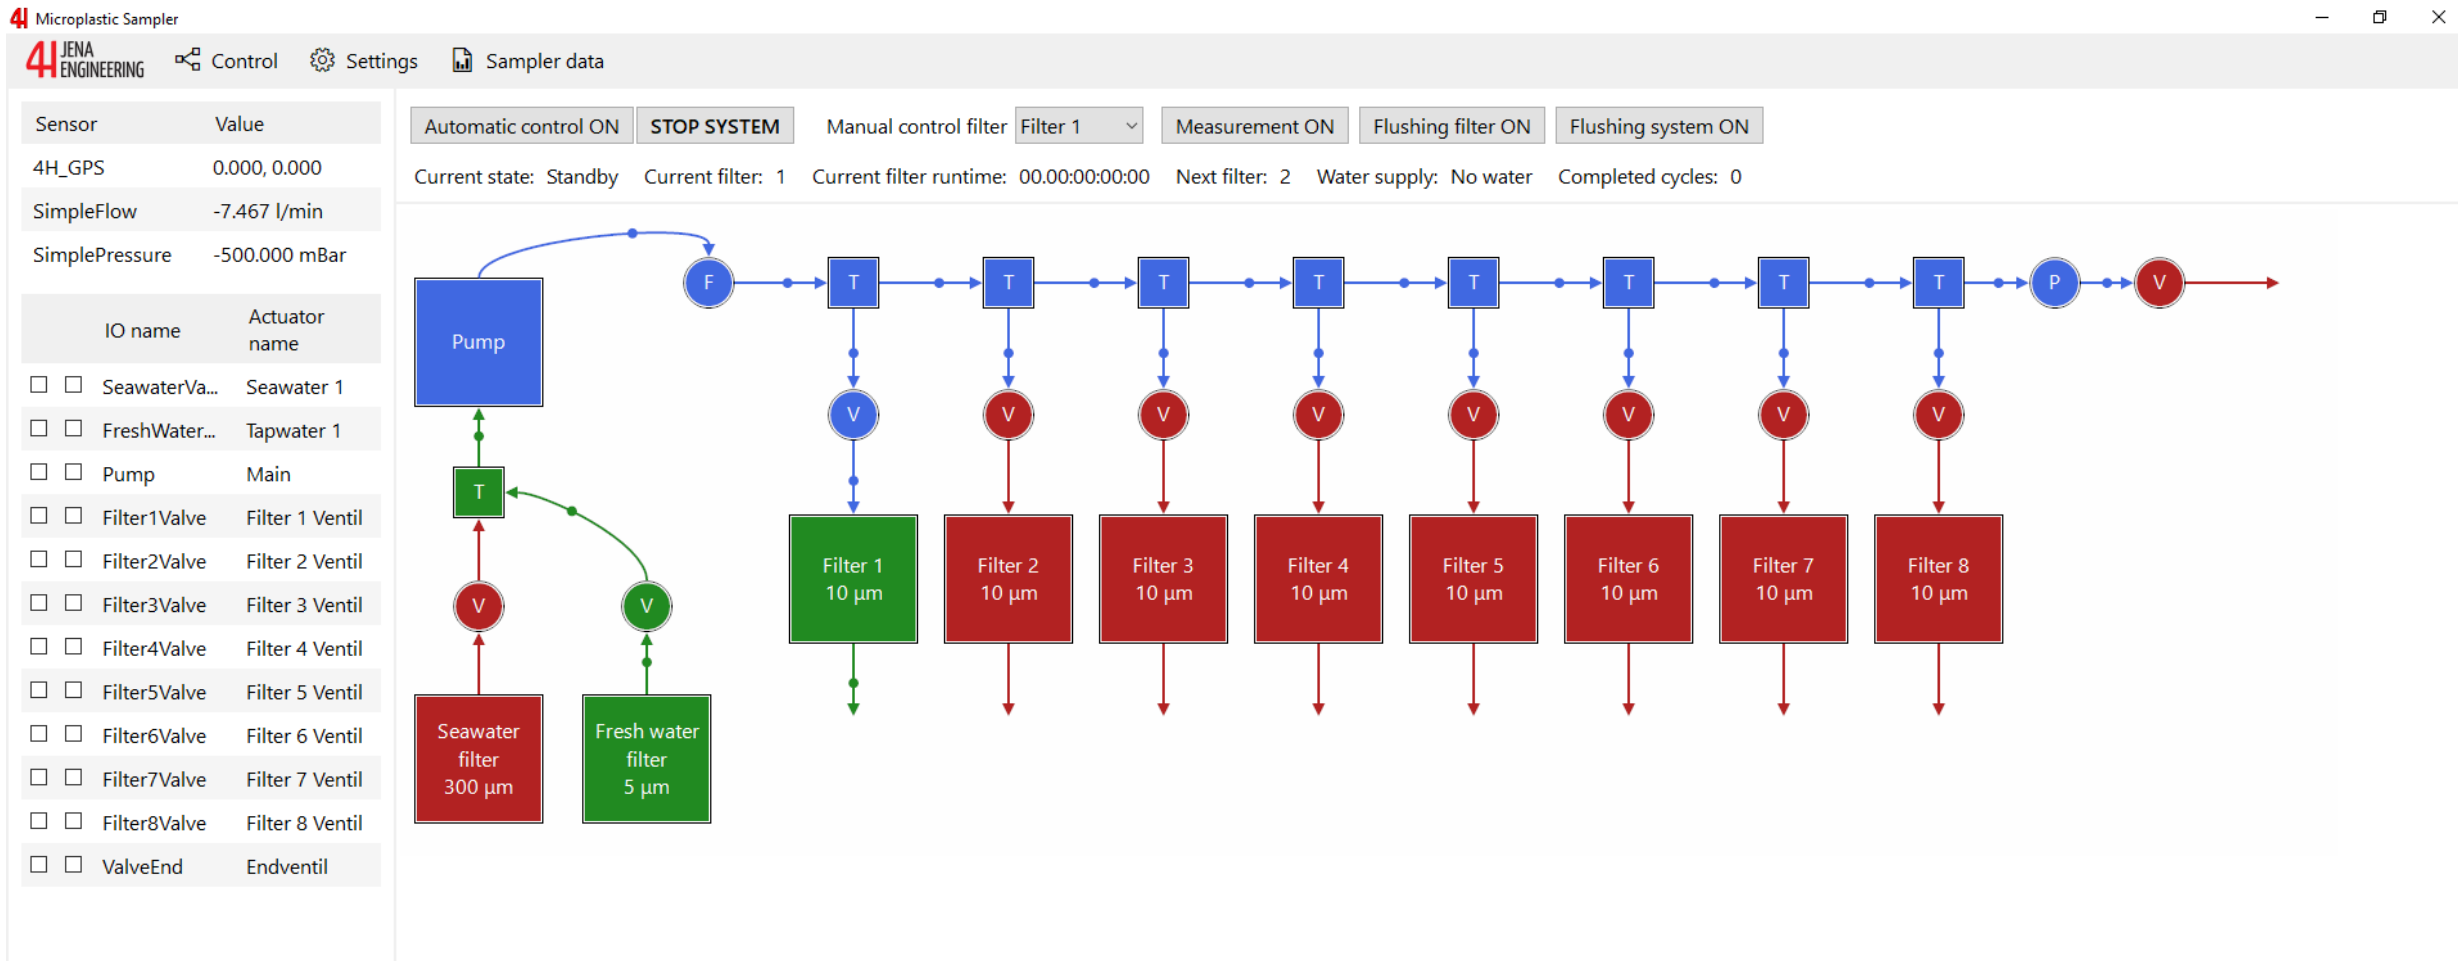 4H Microplastic Sampler
4H JENA ENGINEERING Control Settings Sampler data
Sensor Value
4H_GPS 0.000, 0.000
SimpleFlow -7.467 l/min
SimplePressure -500.000 mBar
IO name Actuator name
SeawaterVa... Seawater 1
FreshWater... Tapwater 1
Pump Main
Filter1Valve Filter 1 Ventil
Filter2Valve Filter 2 Ventil
Filter3Valve Filter 3 Ventil
Filter4Valve Filter 4 Ventil
Filter5Valve Filter 5 Ventil
Filter6Valve Filter 6 Ventil
Filter7Valve Filter 7 Ventil
Filter8Valve Filter 8 Ventil
ValveEnd Endventil
Automatic control ON STOP SYSTEM Manual control filter Filter 1 Measurement ON Flushing filter ON Flushing system ON
Current state: Standby Current filter: 1 Current filter runtime: 00.00:00:00:00 Next filter: 2 Water supply: No water Completed cycles: 0
F T T T T T T T T P V
Pump
V V V V V V V V
T
Filter 1 Filter 2 Filter 3 Filter 4 Filter 5 Filter 6 Filter 7 Filter 8
10 µm 10 µm 10 µm 10 µm 10 µm 10 µm 10 µm 10 µm
V V
Seawater Fresh water
filter filter
300 µm 5 µm